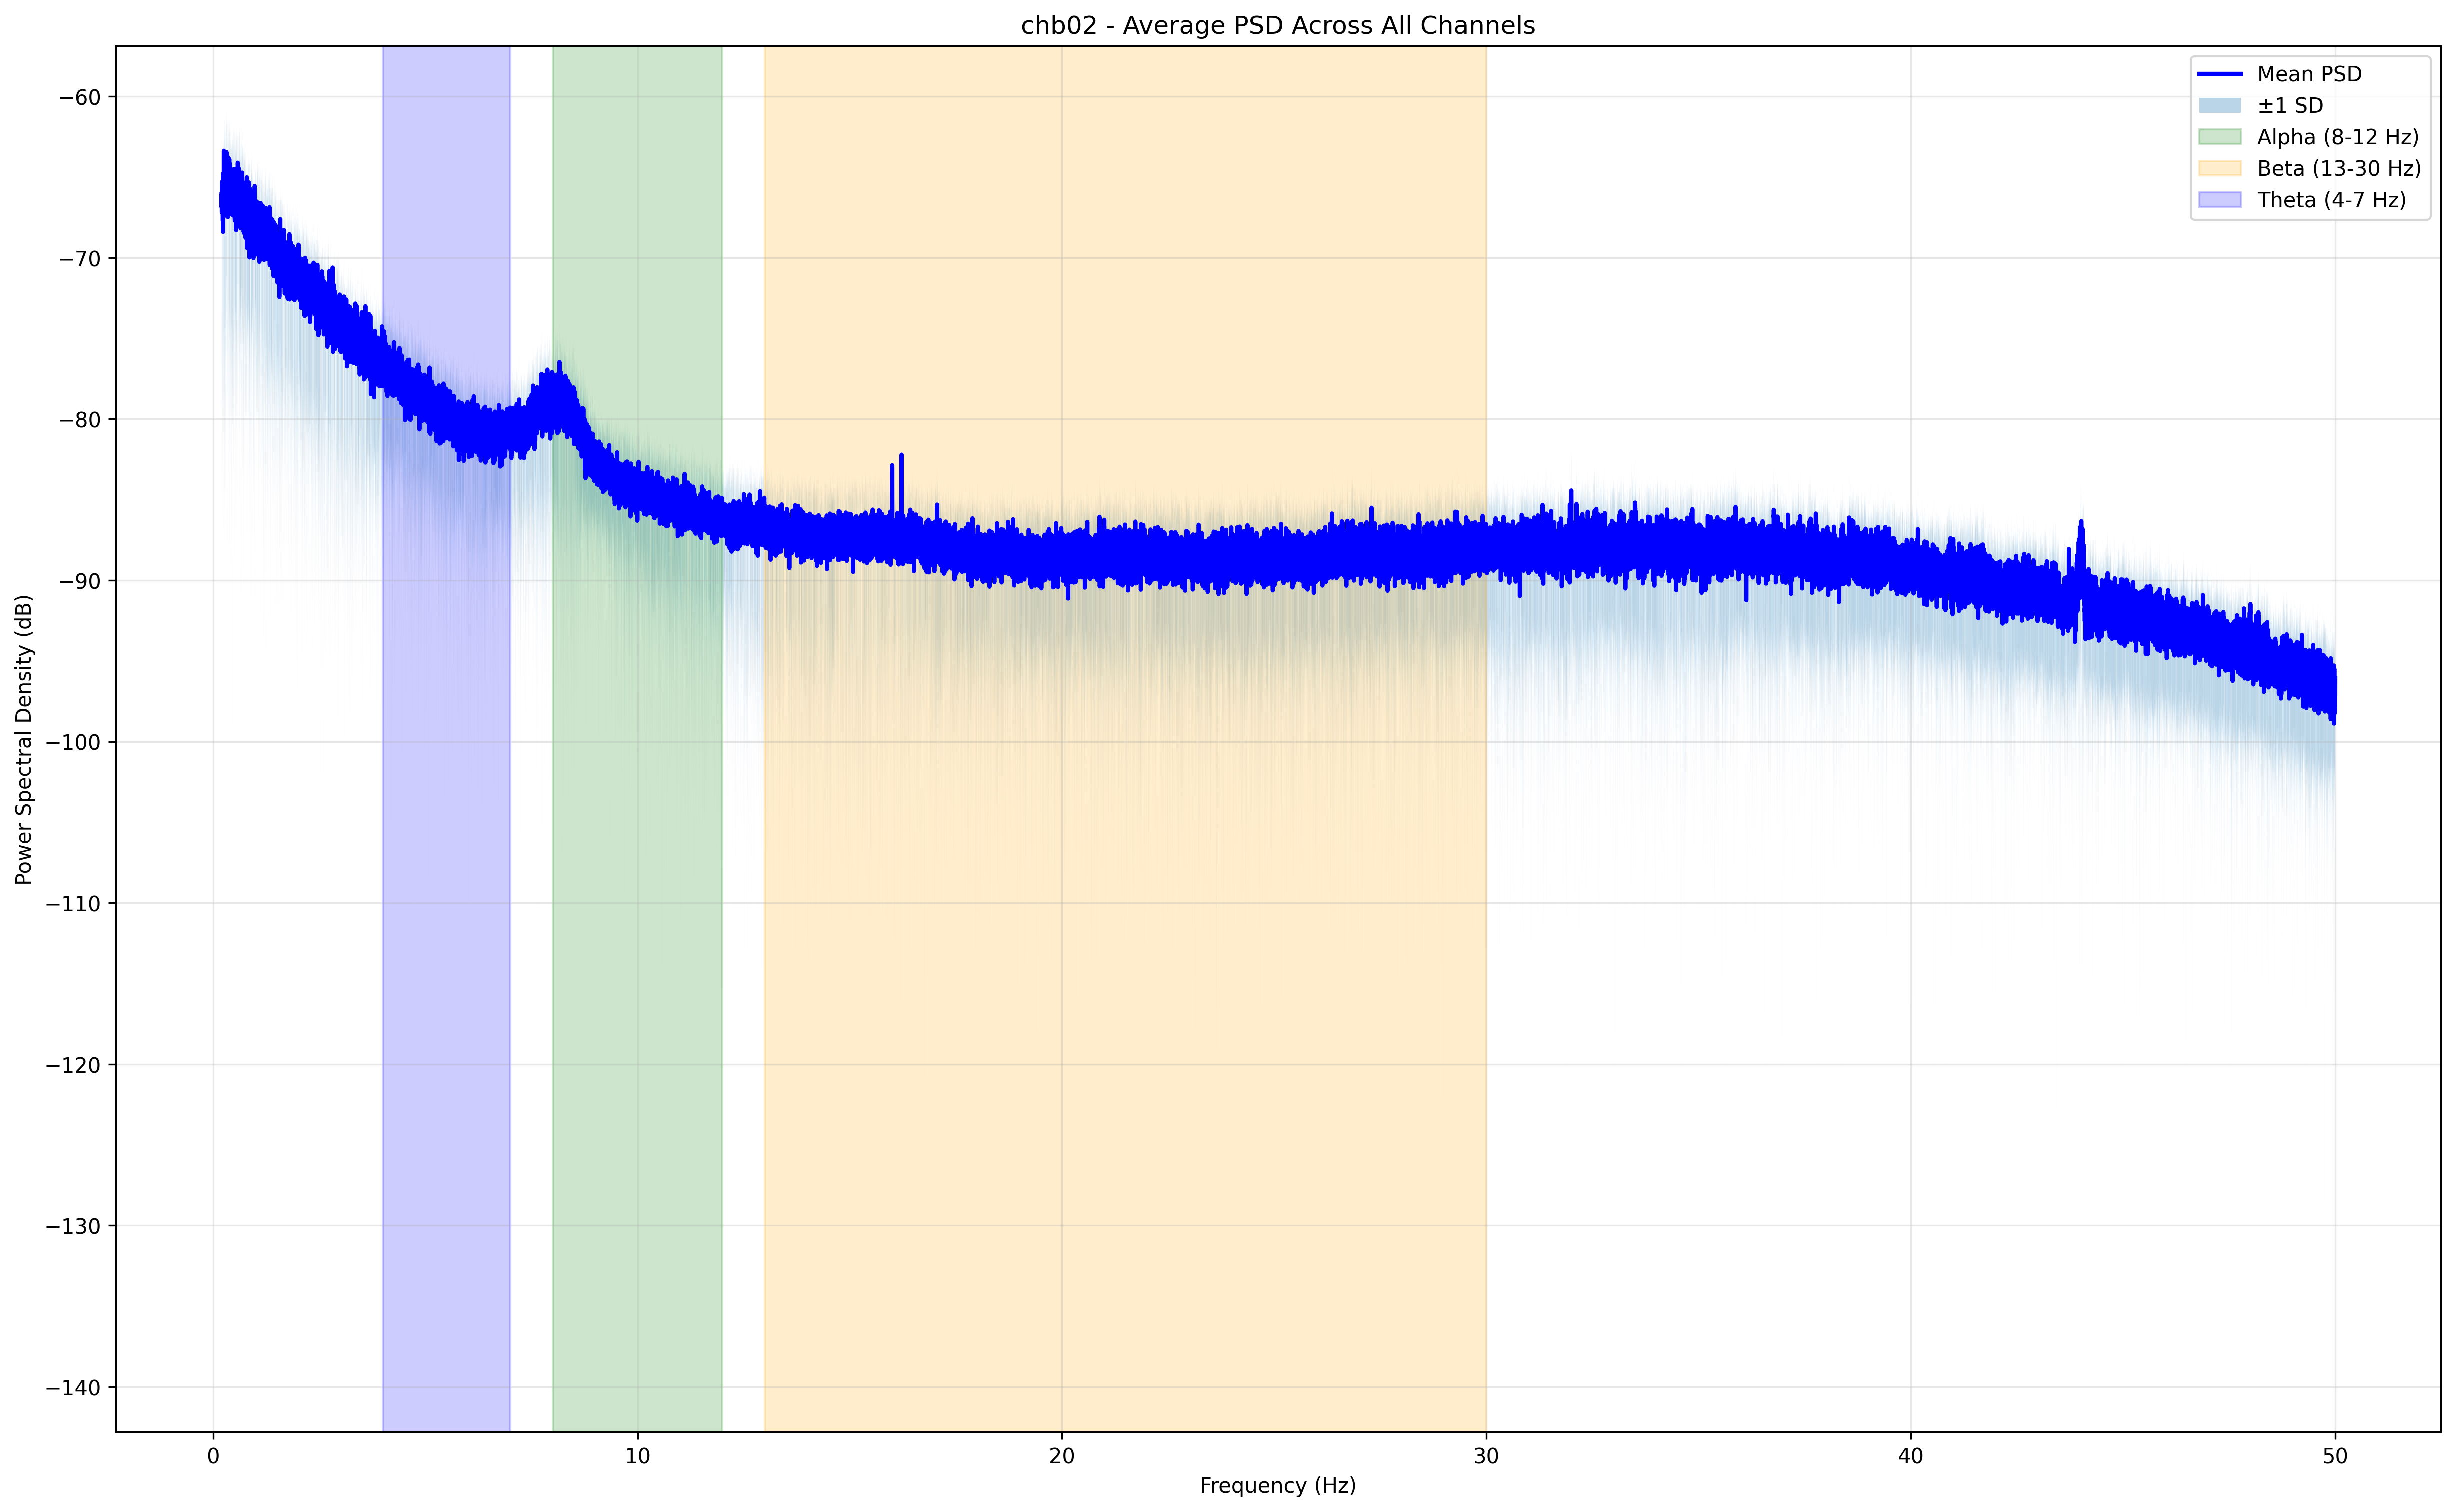 chb02 - Average PSD Across All Channels
Mean PSD
±1 SD
Alpha (8-12 Hz)
Beta (13-30 Hz)
Theta (4-7 Hz)
Power Spectral Density (dB)
−60
−70
−80
−90
−100
−110
−120
−130
−140
0 10 20 30 40 50
Frequency (Hz)